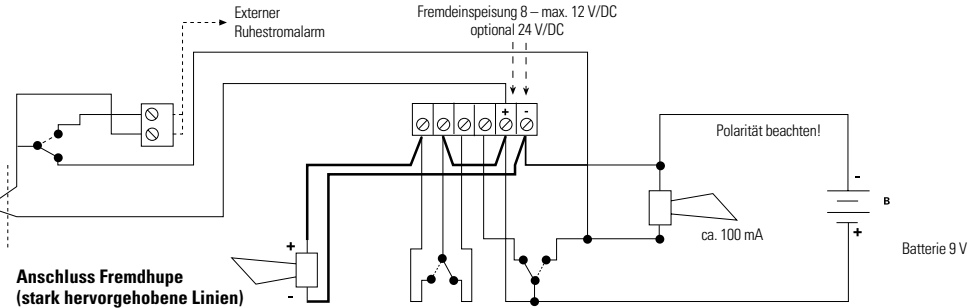 Externer
Ruhestromalarm
Fremdeinspeisung 8 – max. 12 V/DC
optional 24 V/DC
+ -
Polarität beachten!
-
B
+
ca. 100 mA
Batterie 9 V
+
-
Anschluss Fremdhupe
(stark hervorgehobene Linien)